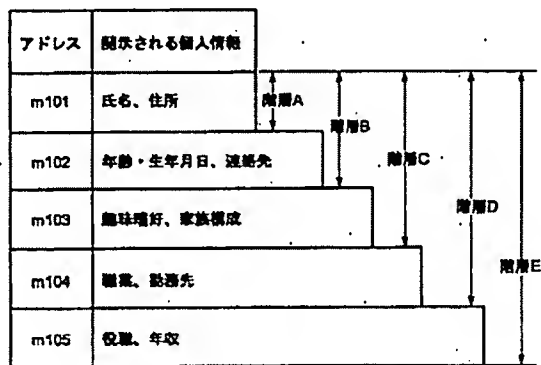 アドレス 開示される個人情報
m101 氏名、住所
m102 年齢・生年月日、連絡先
m103 趣味嗜好、家族構成
m104 職業、勤務先
m105 役職、年収
階層A
階層B
階層C
階層D
階層E